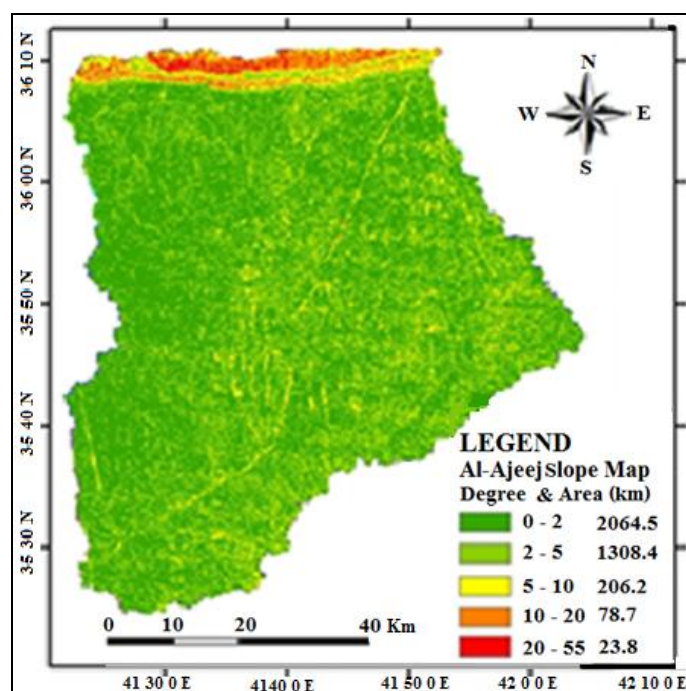 N
W E
S
36 10 N
36 00 N
35 50 N
35 40 N
35 30 N
LEGEND
Al-Ajeej Slope Map
Degree & Area (km)
0 - 2 2064.5
2 - 5 1308.4
5 - 10 206.2
10 - 20 78.7
20 - 55 23.8
0 10 20 40 Km
41 30 0 E 41 40 0 E 41 50 0 E 42 0 0 E 42 10 0 E